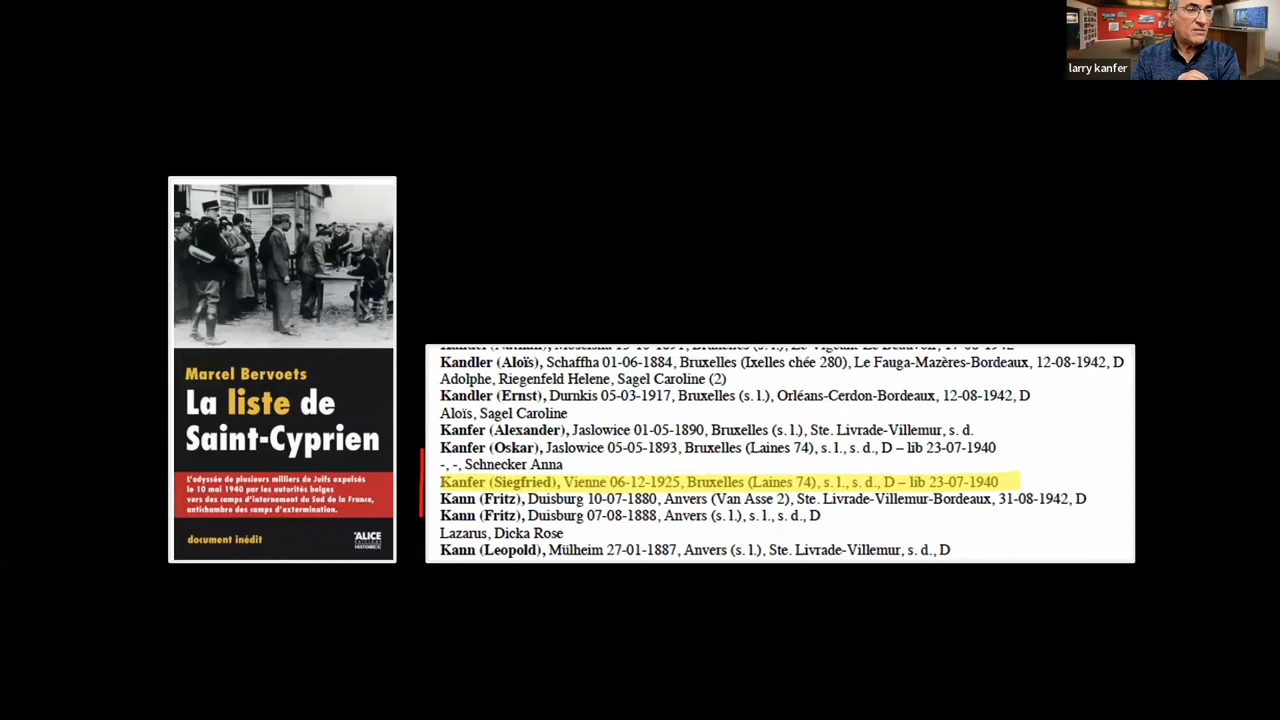 larry kanfer
Marcel Bervoets
La liste de
Saint-Cyprien
L'odyssée de plusieurs milliers de Juifs expulsés
le 10 mai 1940 par les autorités belges
vers des camps d'internement du Sud de la France,
antichambre des camps d'extermination.
document inédit
ALICE
Kandler (Aloïs), Schaffha 01-06-1884, Bruxelles (Ixelles chée 280), Le Fauga-Mazères-Bordeaux, 12-08-1942, D
Adolphe, Riegenfeld Helene, Sagel Caroline (2)
Kandler (Ernst), Durnkis 05-03-1917, Bruxelles (s. l.), Orléans-Cerdon-Bordeaux, 12-08-1942, D
Aloïs, Sagel Caroline
Kanfer (Alexander), Jaslowice 01-05-1890, Bruxelles (s. l.), Ste. Livrade-Villemur, s. d.
Kanfer (Oskar), Jaslowice 05-05-1893, Bruxelles (Laines 74), s. l., s. d., D – lib 23-07-1940
-, -, Schnecker Anna
Kanfer (Siegfried), Vienne 06-12-1925, Bruxelles (Laines 74), s. l., s. d., D – lib 23-07-1940
Kann (Fritz), Duisburg 10-07-1880, Anvers (Van Asse 2), Ste. Livrade-Villemur-Bordeaux, 31-08-1942, D
Kann (Fritz), Duisburg 07-08-1888, Anvers (s. l.), s. l., s. d., D
Lazarus, Dicka Rose
Kann (Leopold), Mülheim 27-01-1887, Anvers (s. l.), Ste. Livrade-Villemur, s. d., D